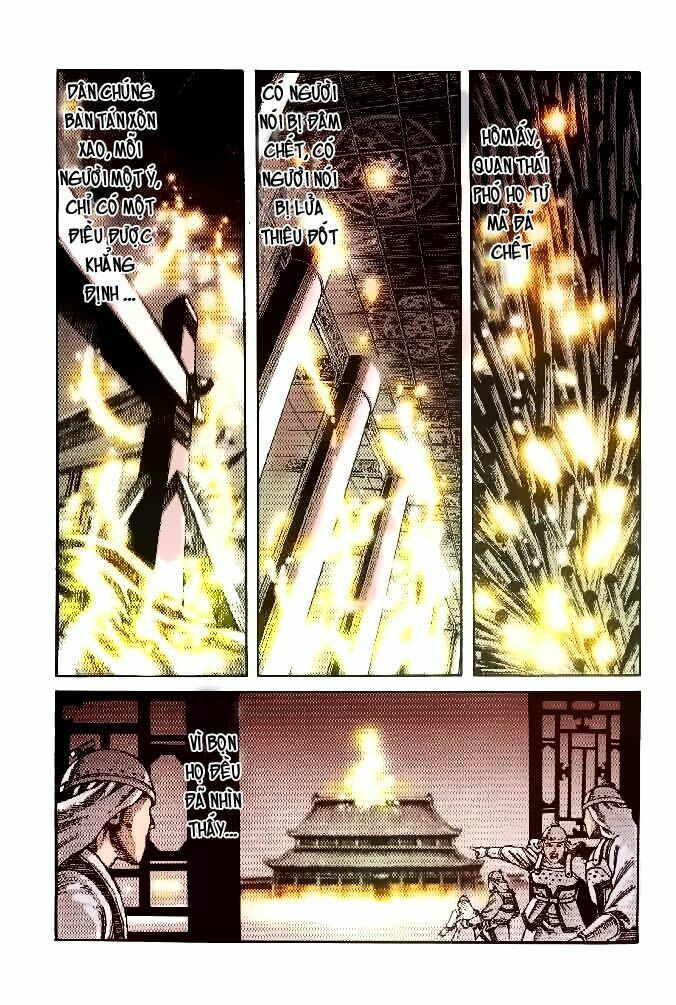 HÔM ẤY,
QUAN THÁI
PHÓ HỌ TƯ
MÃ ĐÃ
CHẾT
CÓ NGƯỜI
NÓI BỊ ĐÂM
CHẾT, CÓ
NGƯỜI NÓI
BỊ LỬA
THIÊU ĐỐT
DÂN CHÚNG
BÀN TÁN XÔN
XAO, MỖI
NGƯỜI MỘT Ý,
CHỈ CÓ MỘT
ĐIỀU ĐƯỢC
KHẲNG
ĐỊNH ...
VÌ BỌN
HỌ ĐỀU
ĐÃ NHÌN
THẤY...